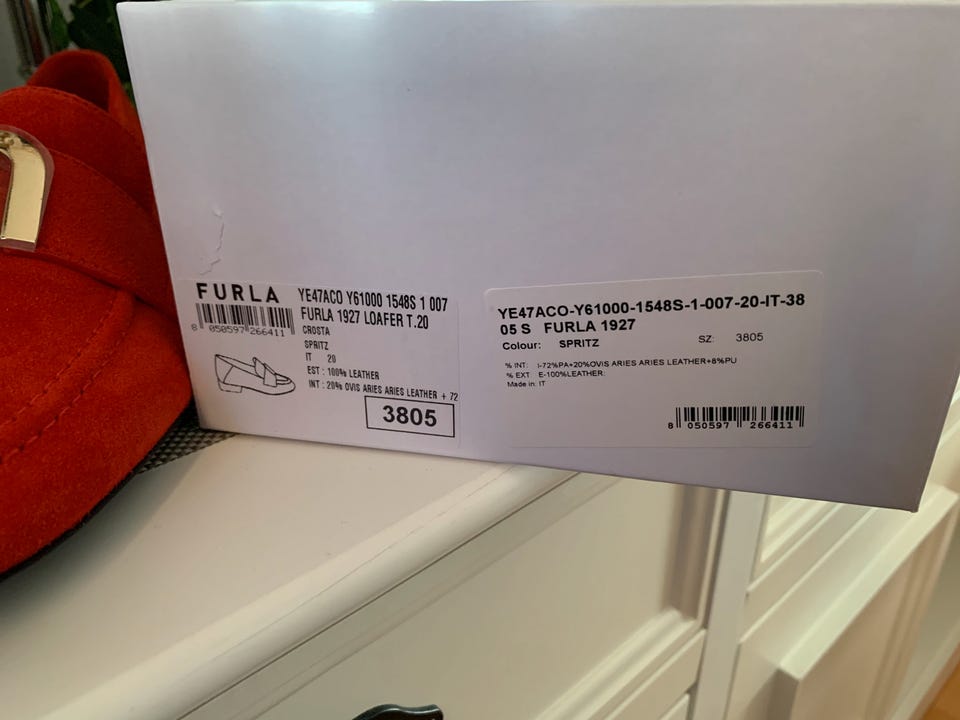 FURLA
YE47ACO Y61000 1548S 1 007
FURLA 1927 LOAFER T.20
CROSTA
SPRITZ
IT 20
EST : 100% LEATHER
INT : 20% OVIS ARIES ARIES LEATHER + 72
3805
8 050597 266411
YE47ACO-Y61000-1548S-1-007-20-IT-38
05 S FURLA 1927
Colour: SPRITZ SZ: 3805
% INT: I-72%PA+20%OVIS ARIES ARIES LEATHER+8%PU
% EXT: E-100%LEATHER:
Made in: IT
8 050597 266411